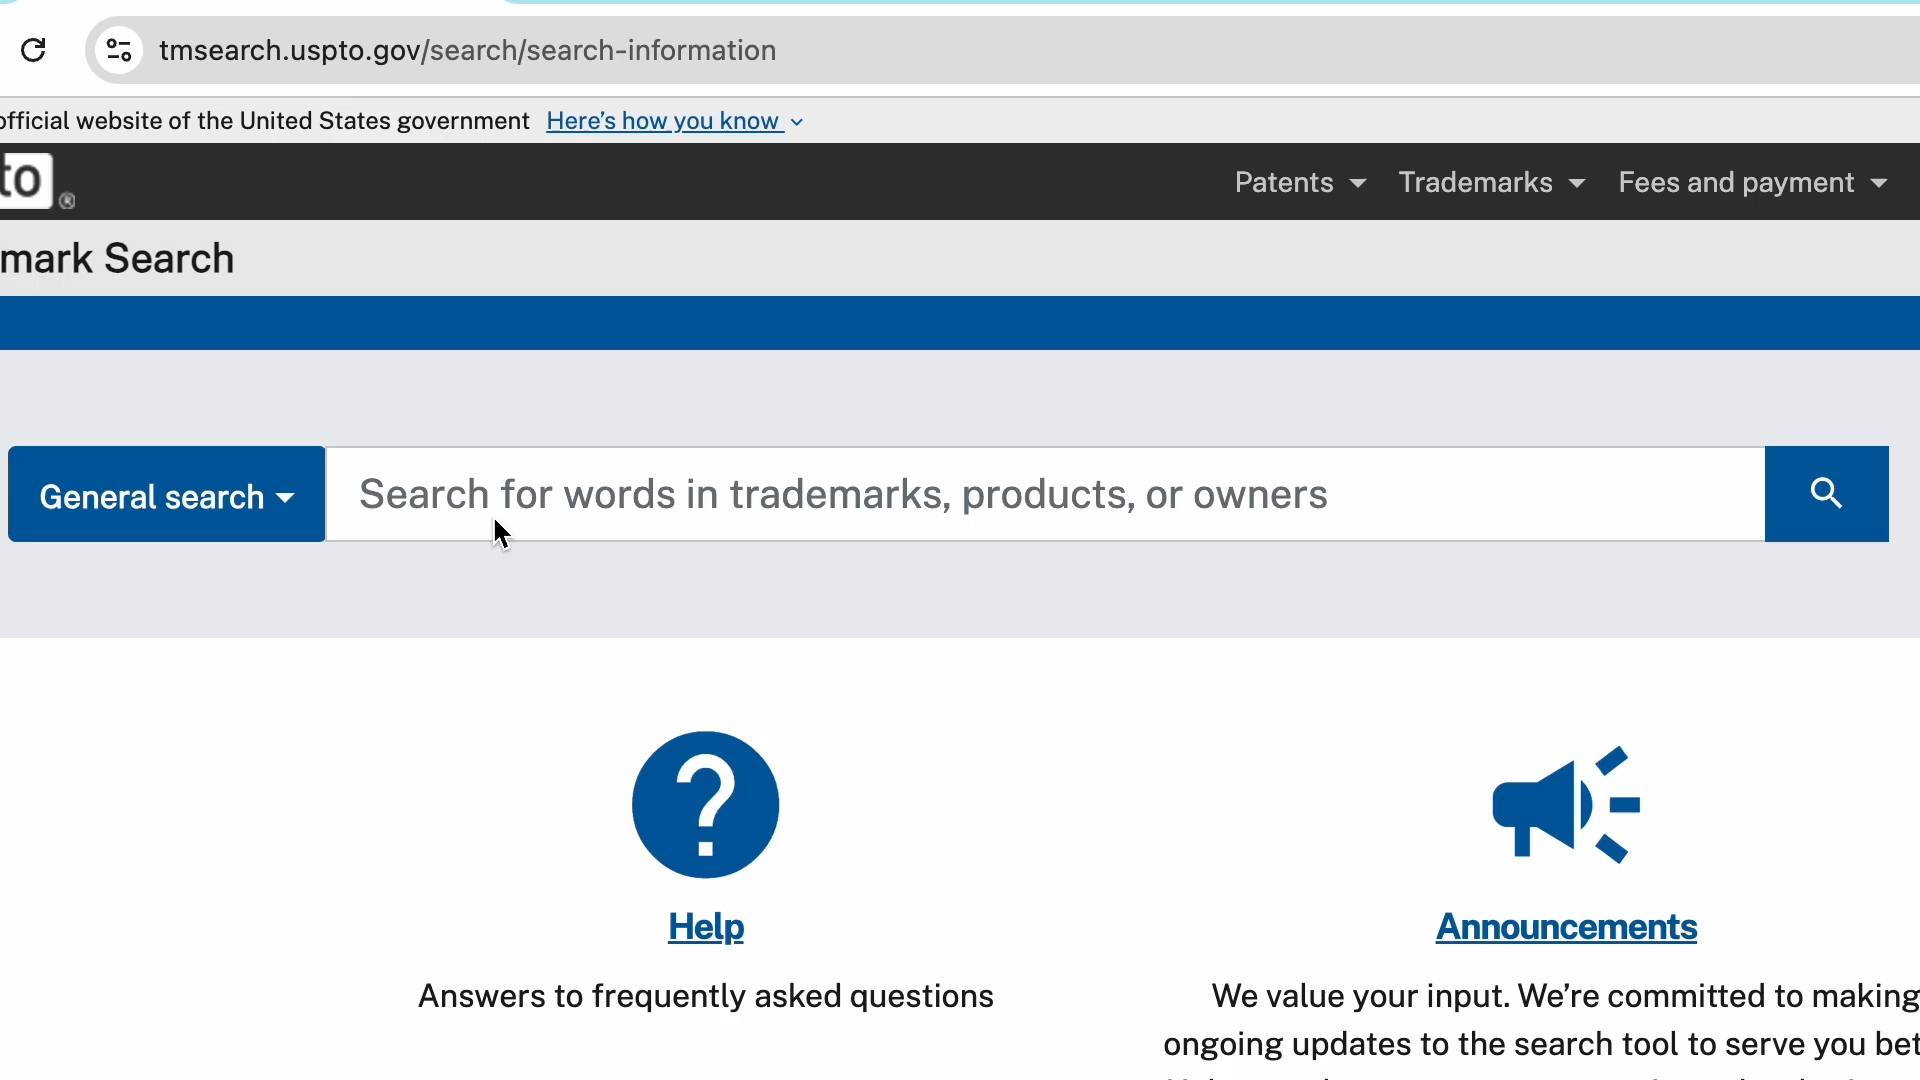 tmsearch.uspto.gov/search/search-information
official website of the United States government Here's how you know
to ®
Patents Trademarks Fees and payment
mark Search
General search Search for words in trademarks, products, or owners
Help
Announcements
Answers to frequently asked questions
We value your input. We're committed to making
ongoing updates to the search tool to serve you bet